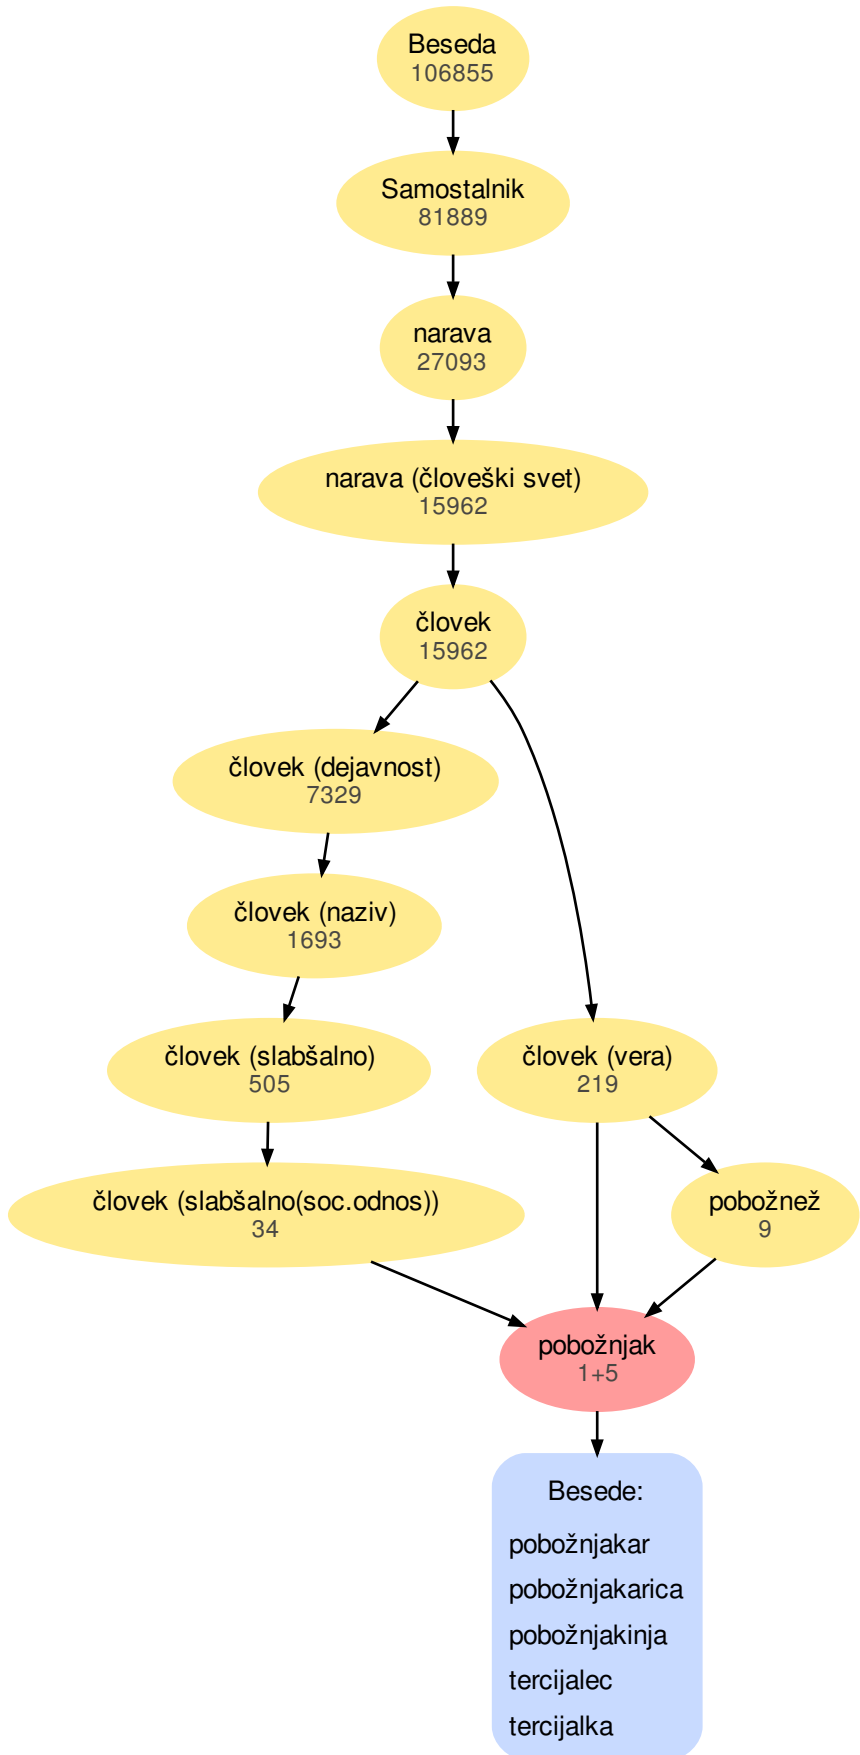 Beseda
106855
Samostalnik
81889
narava
27093
narava (človeški svet)
15962
človek
15962
človek (dejavnost)
7329
človek (naziv)
1693
človek (slabšalno)
505
človek (vera)
219
človek (slabšalno(soc.odnos))
34
pobožnež
9
pobožnjak
1+5
Besede:
pobožnjakar
pobožnjakarica
pobožnjakinja
tercijalec
tercijalka